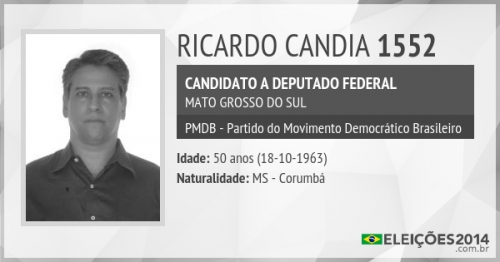 RICARDO CANDIA 1552
CANDIDATO A DEPUTADO FEDERAL
MATO GROSSO DO SUL
PMDB - Partido do Movimento Democrático Brasileiro
Idade: 50 anos (18-10-1963)
Naturalidade: MS - Corumbá
ELEIÇÕES2014
.com.br